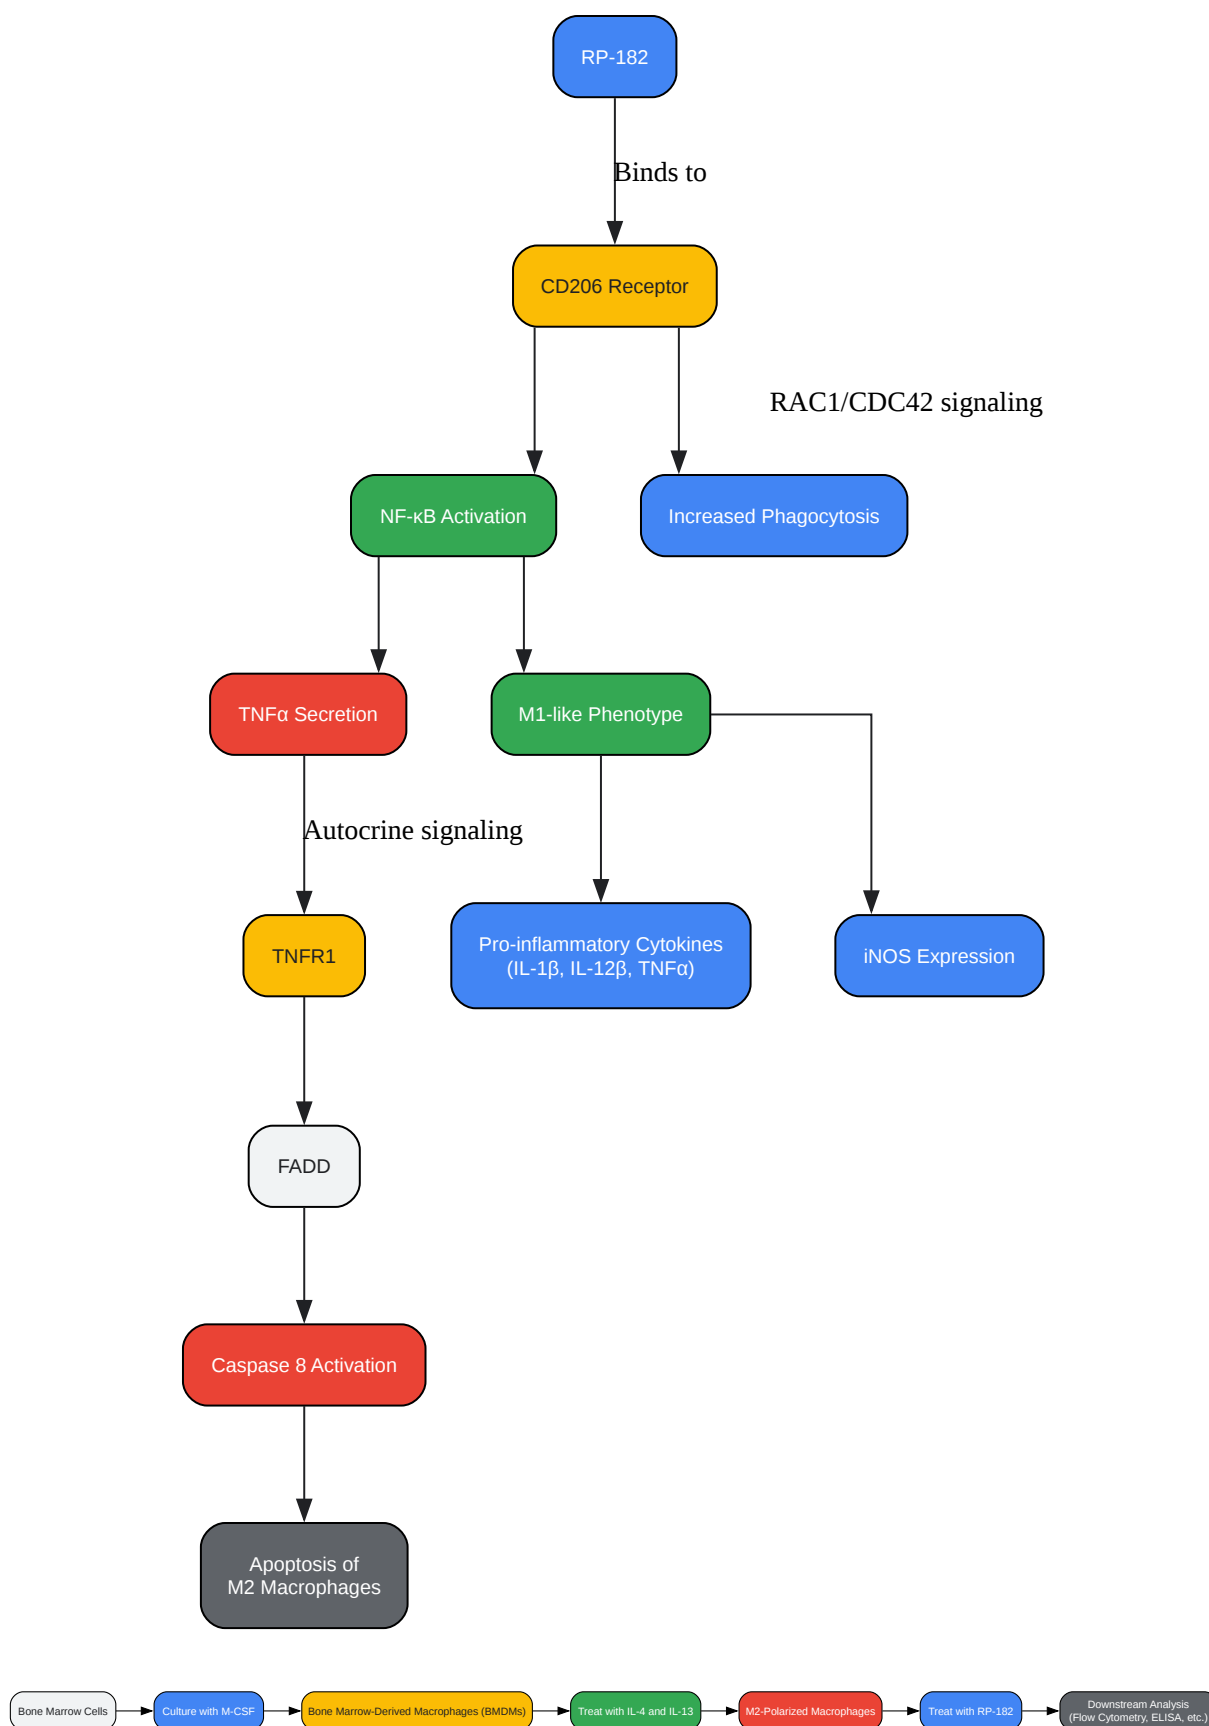 RP-182
Binds to
CD206 Receptor
RAC1/CDC42 signaling
NF-κB Activation
Increased Phagocytosis
TNFα Secretion
M1-like Phenotype
Autocrine signaling
Pro-inflammatory Cytokines
(IL-1β, IL-12β, TNFα)
TNFR1
iNOS Expression
FADD
Caspase 8 Activation
Apoptosis of
M2 Macrophages
Bone Marrow Cells
Culture with M-CSF
Bone Marrow-Derived Macrophages (BMDMs)
Treat with IL-4 and IL-13
M2-Polarized Macrophages
Treat with RP-182
Downstream Analysis
(Flow Cytometry, ELISA, etc.)